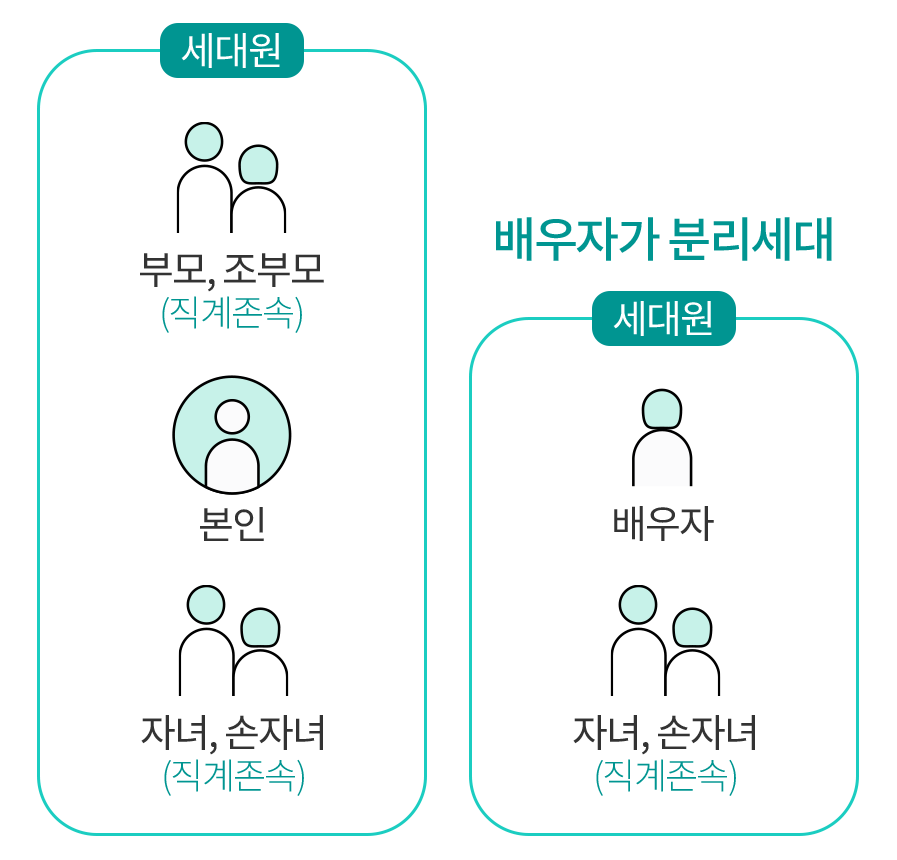 세대원
부모, 조부모
(직계존속)
본인
자녀, 손자녀
(직계존속)
배우자가 분리세대
세대원
배우자
자녀, 손자녀
(직계존속)